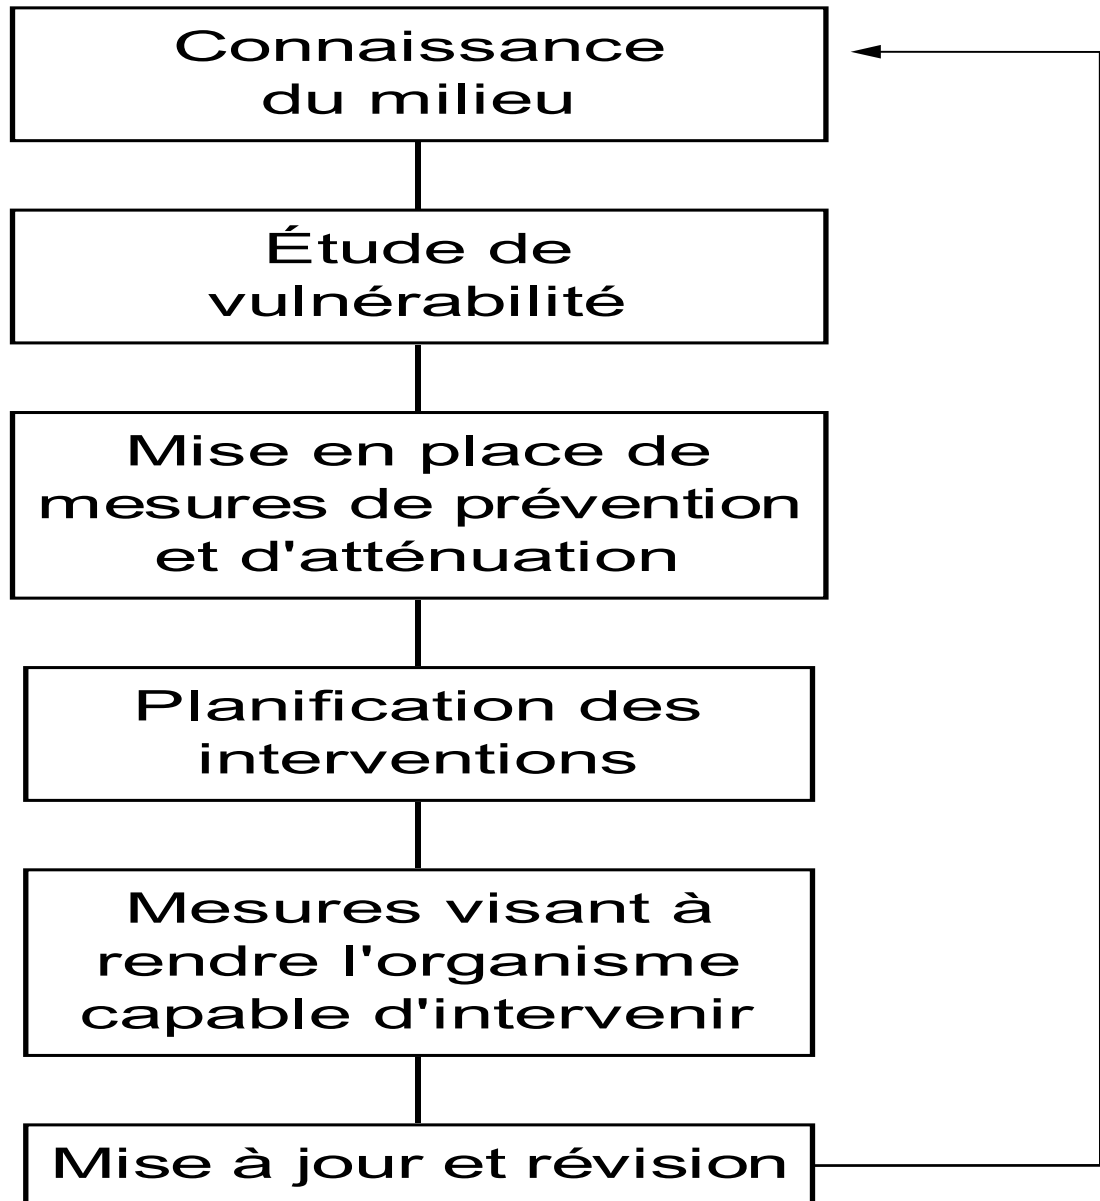 Connaissance
du milieu
Étude de
vulnérabilité
Mise en place de
mesures de prévention
et d'atténuation
Planification des
interventions
Mesures visant à
rendre l'organisme
capable d'intervenir
Mise à jour et révision